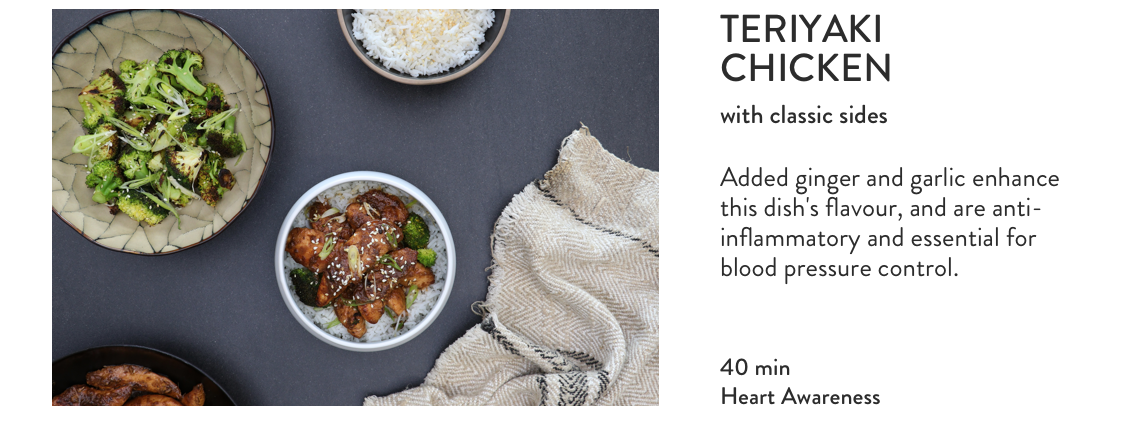 TERIYAKI
CHICKEN
with classic sides
Added ginger and garlic enhance
this dish's flavour, and are anti-
inflammatory and essential for
blood pressure control.
40 min
Heart Awareness